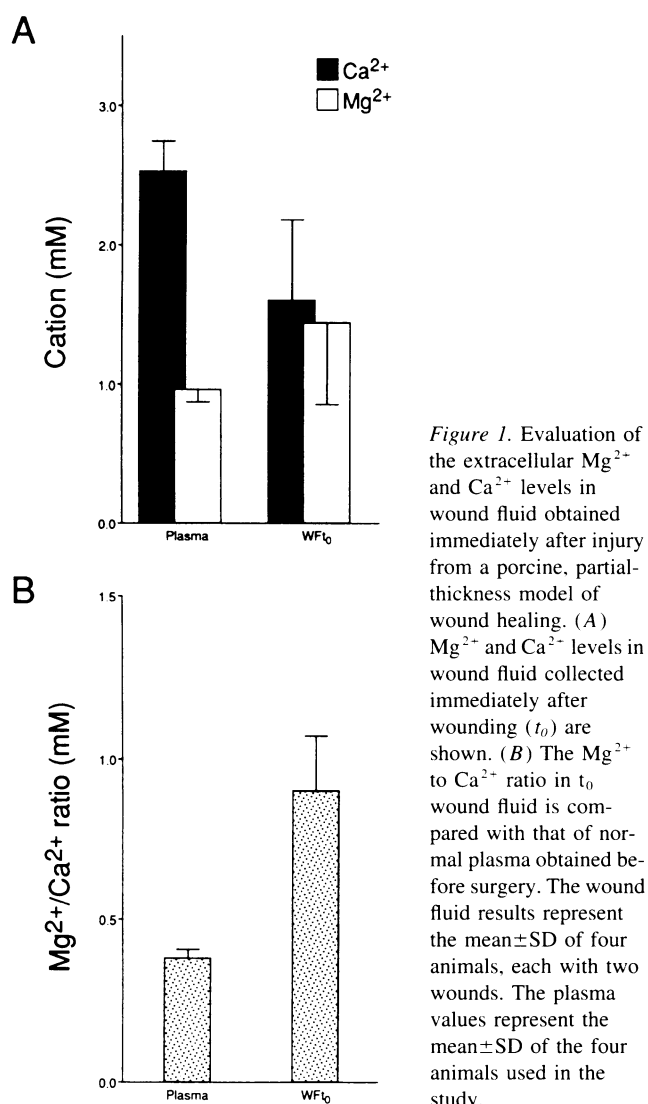 A
Ca²⁺
Mg²⁺
3.0
2.0
1.0
0.0
Cation (mM)
Plasma
WFt₀
B
1.5
1.0
0.5
0.0
Mg²⁺/Ca²⁺ ratio (mM)
Plasma
WFt₀
Figure 1. Evaluation of
the extracellular Mg²⁺
and Ca²⁺ levels in
wound fluid obtained
immediately after injury
from a porcine, partial-
thickness model of
wound healing. (A)
Mg²⁺ and Ca²⁺ levels in
wound fluid collected
immediately after
wounding (t₀) are
shown. (B) The Mg²⁺
to Ca²⁺ ratio in t₀
wound fluid is com-
pared with that of nor-
mal plasma obtained be-
fore surgery. The wound
fluid results represent
the mean±SD of four
animals, each with two
wounds. The plasma
values represent the
mean±SD of the four
animals used in the
study.